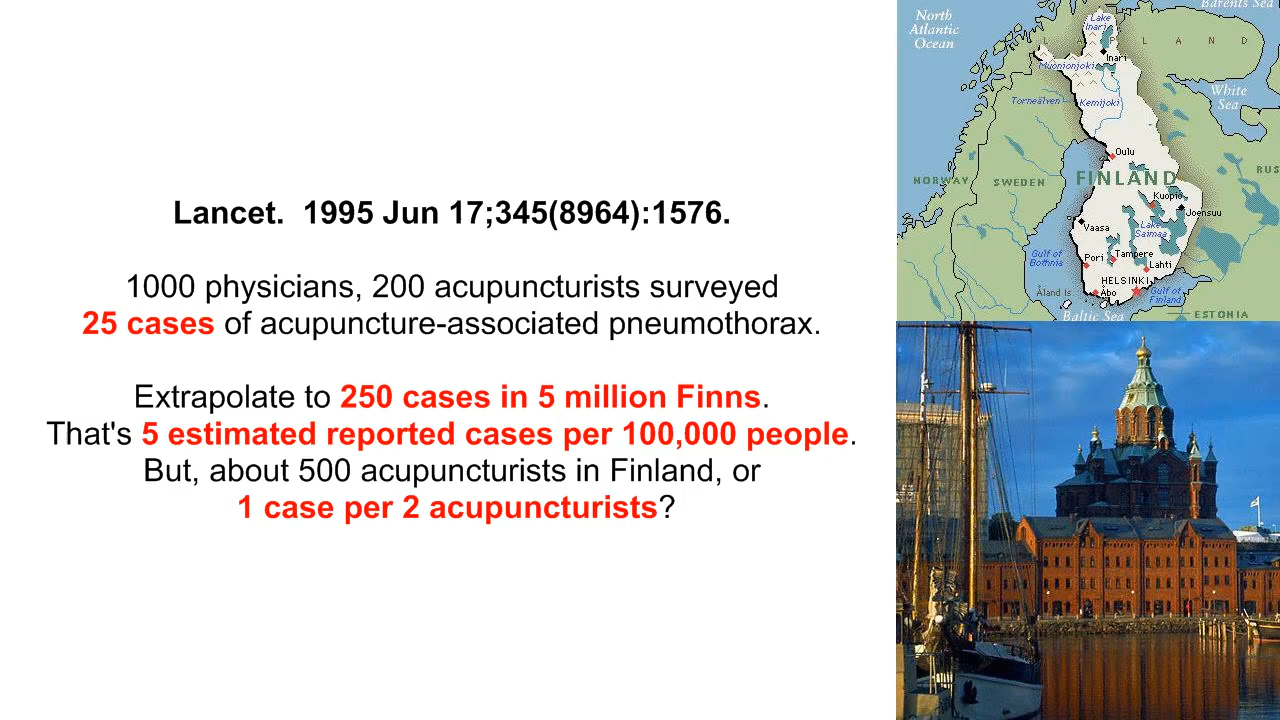 Lancet.  1995 Jun 17;345(8964):1576.
1000 physicians, 200 acupuncturists surveyed
25 cases of acupuncture-associated pneumothorax.
Extrapolate to 250 cases in 5 million Finns.
That's 5 estimated reported cases per 100,000 people.
But, about 500 acupuncturists in Finland, or
1 case per 2 acupuncturists?
Barents Sea
North
Atlantic
Ocean
Lake
Inari
L P L A N D
Inari
Muonionjoki
White
Sea
Torneälven
Kemijoki
Oulu
NORWAY
SWEDEN
FINLAND
RUS
Kuopio
Joensuu
Vaasa
Lake
Saimaa
Gulf of
Bothnia
Pori
Tampere
Lahti
HELSINKI
Åland Is
Åbo
Gulf of
Finland
Baltic Sea
ESTONIA